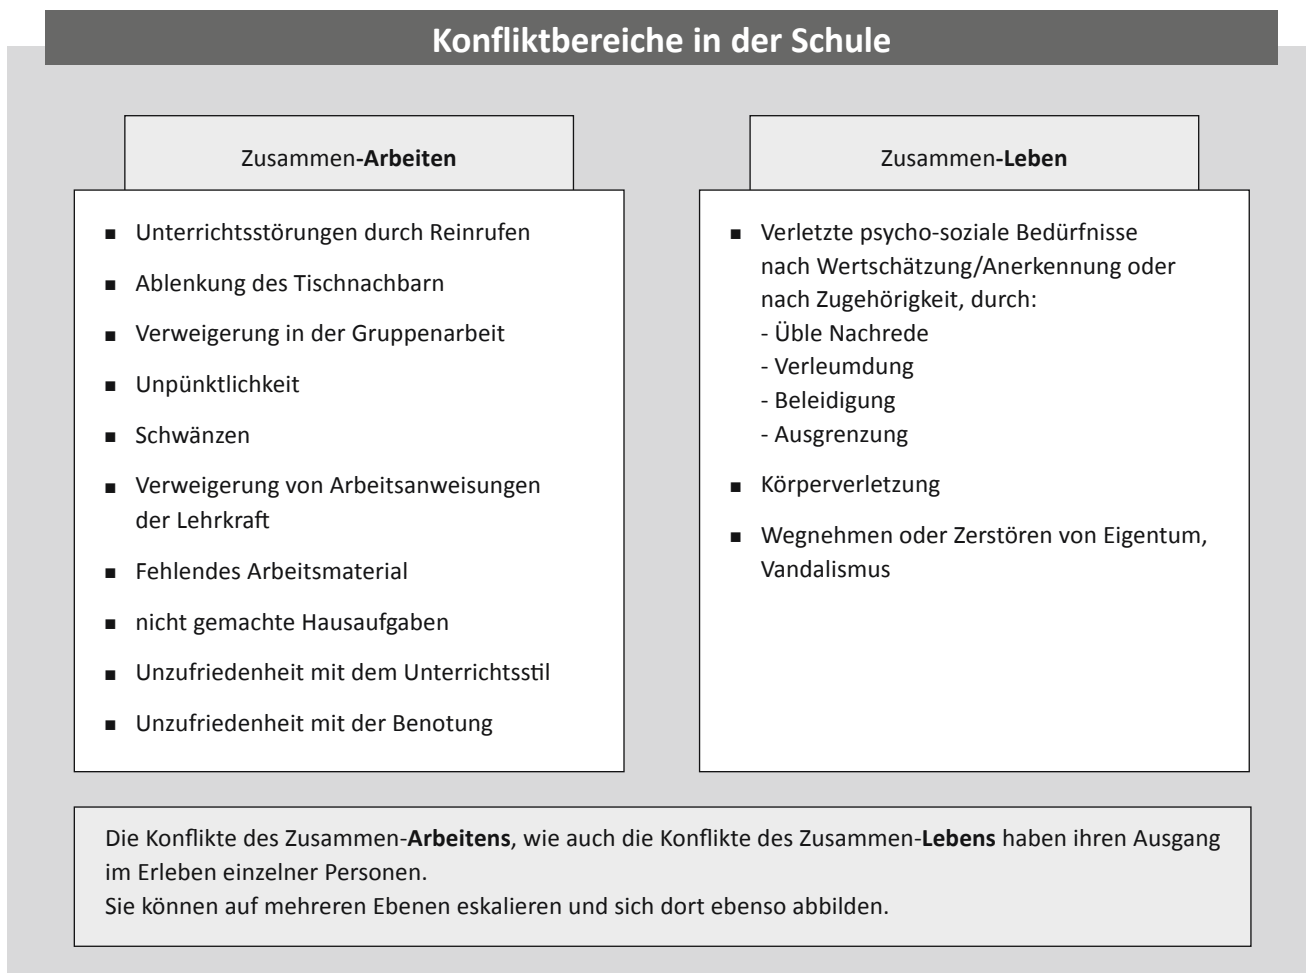 Konfliktbereiche in der Schule
Zusammen-Arbeiten
■ Unterrichtsstörungen durch Reinrufen
■ Ablenkung des Tischnachbarn
■ Verweigerung in der Gruppenarbeit
■ Unpünktlichkeit
■ Schwänzen
■ Verweigerung von Arbeitsanweisungen
der Lehrkraft
■ Fehlendes Arbeitsmaterial
■ nicht gemachte Hausaufgaben
■ Unzufriedenheit mit dem Unterrichtsstil
■ Unzufriedenheit mit der Benotung
Zusammen-Leben
■ Verletzte psycho-soziale Bedürfnisse
nach Wertschätzung/Anerkennung oder
nach Zugehörigkeit, durch:
- Üble Nachrede
- Verleumdung
- Beleidigung
- Ausgrenzung
■ Körperverletzung
■ Wegnehmen oder Zerstören von Eigentum,
Vandalismus
Die Konflikte des Zusammen-Arbeitens, wie auch die Konflikte des Zusammen-Lebens haben ihren Ausgang
im Erleben einzelner Personen.
Sie können auf mehreren Ebenen eskalieren und sich dort ebenso abbilden.